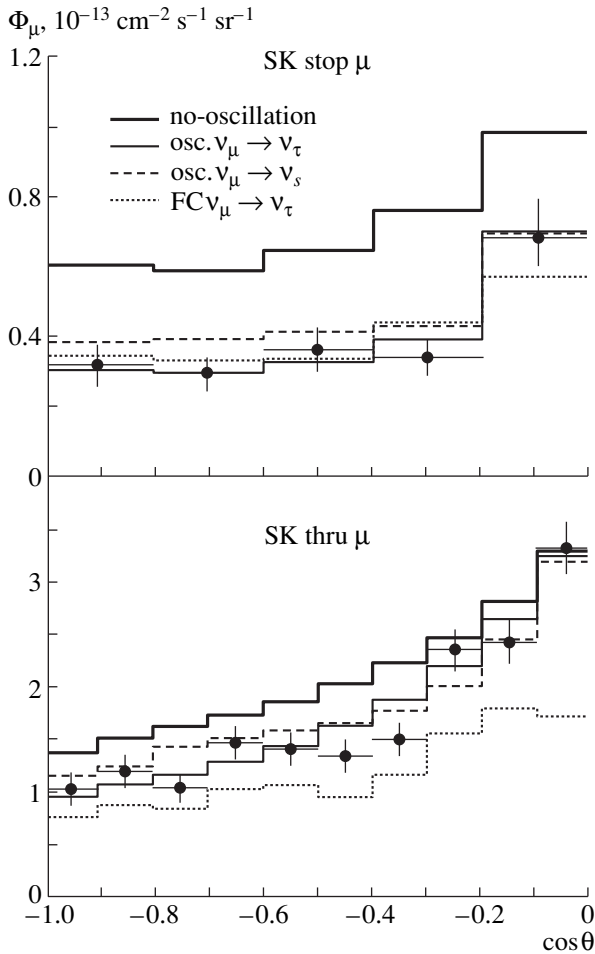 Φμ, 10⁻¹³ cm⁻² s⁻¹ sr⁻¹
1.2
SK stop μ
no-oscillation
osc. νμ → ντ
osc. νμ → νs
FC νμ → ντ
0.8
0.4
0
SK thru μ
3
2
1
0
–1.0 –0.8 –0.6 –0.4 –0.2 0
cosθ